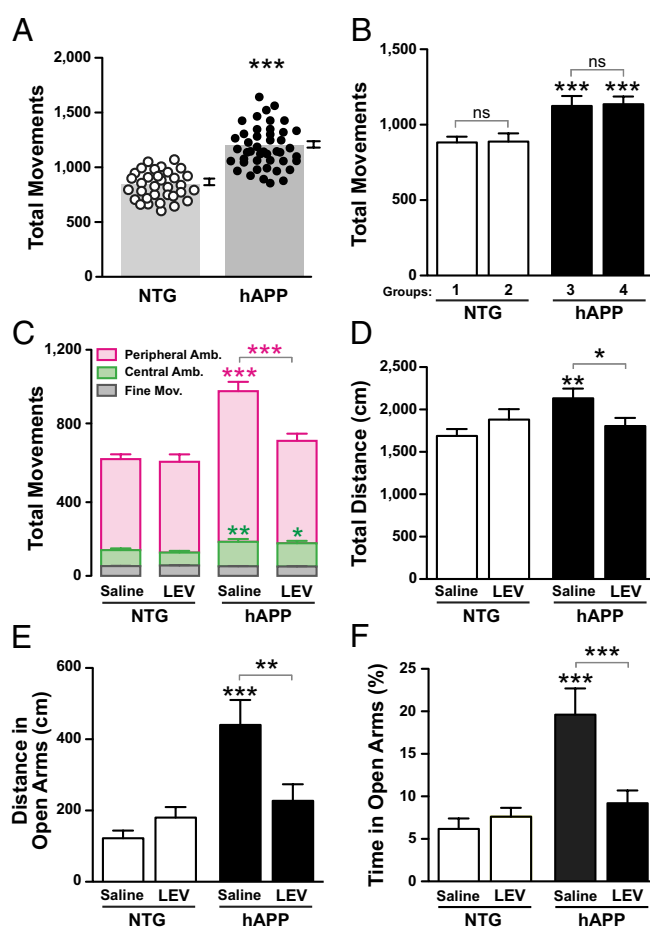 A
Total Movements
2,000
1,500
1,000
500
0
***
NTG
hAPP
B
Total Movements
1,500
1,000
500
0
ns
ns
*** ***
Groups: 1 2 3 4
NTG
hAPP
C
Total Movements
1,200
800
400
0
Peripheral Amb.
Central Amb.
Fine Mov.
***
***
** *
Saline LEV Saline LEV
NTG
hAPP
D
Total Distance (cm)
2,500
2,000
1,500
1,000
500
0
*
**
Saline LEV Saline LEV
NTG
hAPP
E
Distance in
Open Arms (cm)
600
400
200
0
**
***
Saline LEV Saline LEV
NTG
hAPP
F
Time in Open Arms (%)
25
20
15
10
5
0
***
***
Saline LEV Saline LEV
NTG
hAPP